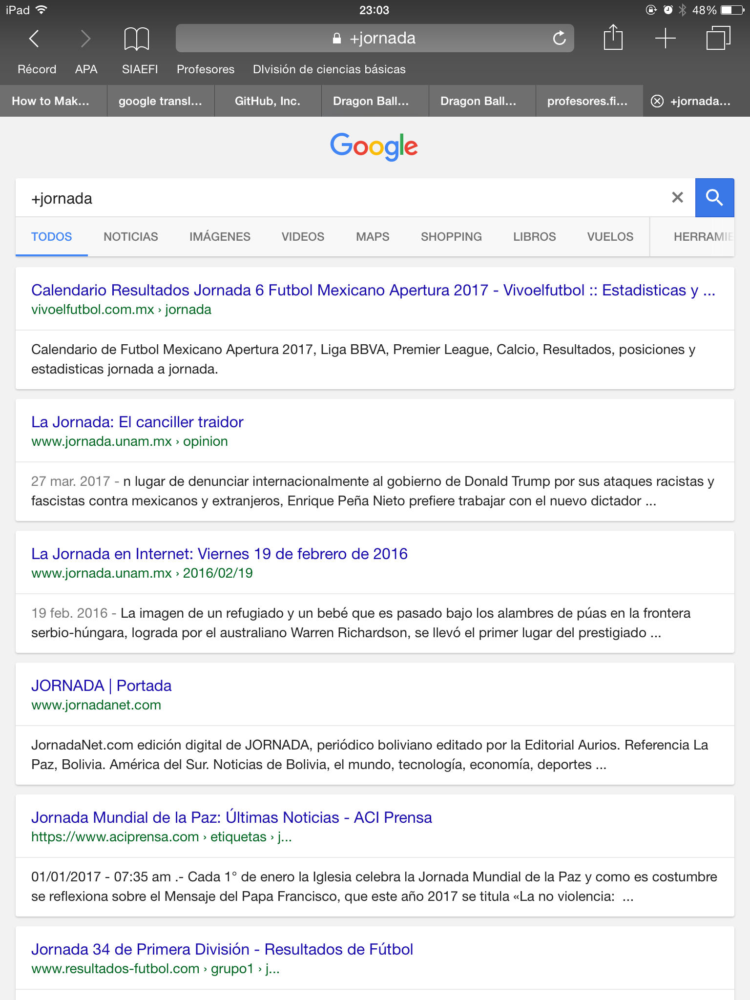 iPad 23:03 48%
+jornada
Récord APA SIAEFI Profesores DIvisión de ciencias básicas
How to Mak... google transl... GitHub, Inc. Dragon Ball... Dragon Ball... profesores.fi... +jornada...
Google
+jornada
TODOS NOTICIAS IMÁGENES VIDEOS MAPS SHOPPING LIBROS VUELOS HERRAMIE
Calendario Resultados Jornada 6 Futbol Mexicano Apertura 2017 - Vivoelfutbol :: Estadisticas y ...
vivoelfutbol.com.mx › jornada
Calendario de Futbol Mexicano Apertura 2017, Liga BBVA, Premier League, Calcio, Resultados, posiciones y
estadisticas jornada a jornada.
La Jornada: El canciller traidor
www.jornada.unam.mx › opinion
27 mar. 2017 - n lugar de denunciar internacionalmente al gobierno de Donald Trump por sus ataques racistas y
fascistas contra mexicanos y extranjeros, Enrique Peña Nieto prefiere trabajar con el nuevo dictador ...
La Jornada en Internet: Viernes 19 de febrero de 2016
www.jornada.unam.mx › 2016/02/19
19 feb. 2016 - La imagen de un refugiado y un bebé que es pasado bajo los alambres de púas en la frontera
serbio-húngara, lograda por el australiano Warren Richardson, se llevó el primer lugar del prestigiado ...
JORNADA | Portada
www.jornadanet.com
JornadaNet.com edición digital de JORNADA, periódico boliviano editado por la Editorial Aurios. Referencia La
Paz, Bolivia. América del Sur. Noticias de Bolivia, el mundo, tecnología, economía, deportes ...
Jornada Mundial de la Paz: Últimas Noticias - ACI Prensa
https://www.aciprensa.com › etiquetas › j...
01/01/2017 - 07:35 am .- Cada 1° de enero la Iglesia celebra la Jornada Mundial de la Paz y como es costumbre
se reflexiona sobre el Mensaje del Papa Francisco, que este año 2017 se titula «La no violencia: ...
Jornada 34 de Primera División - Resultados de Fútbol
www.resultados-futbol.com › grupo1 › j...